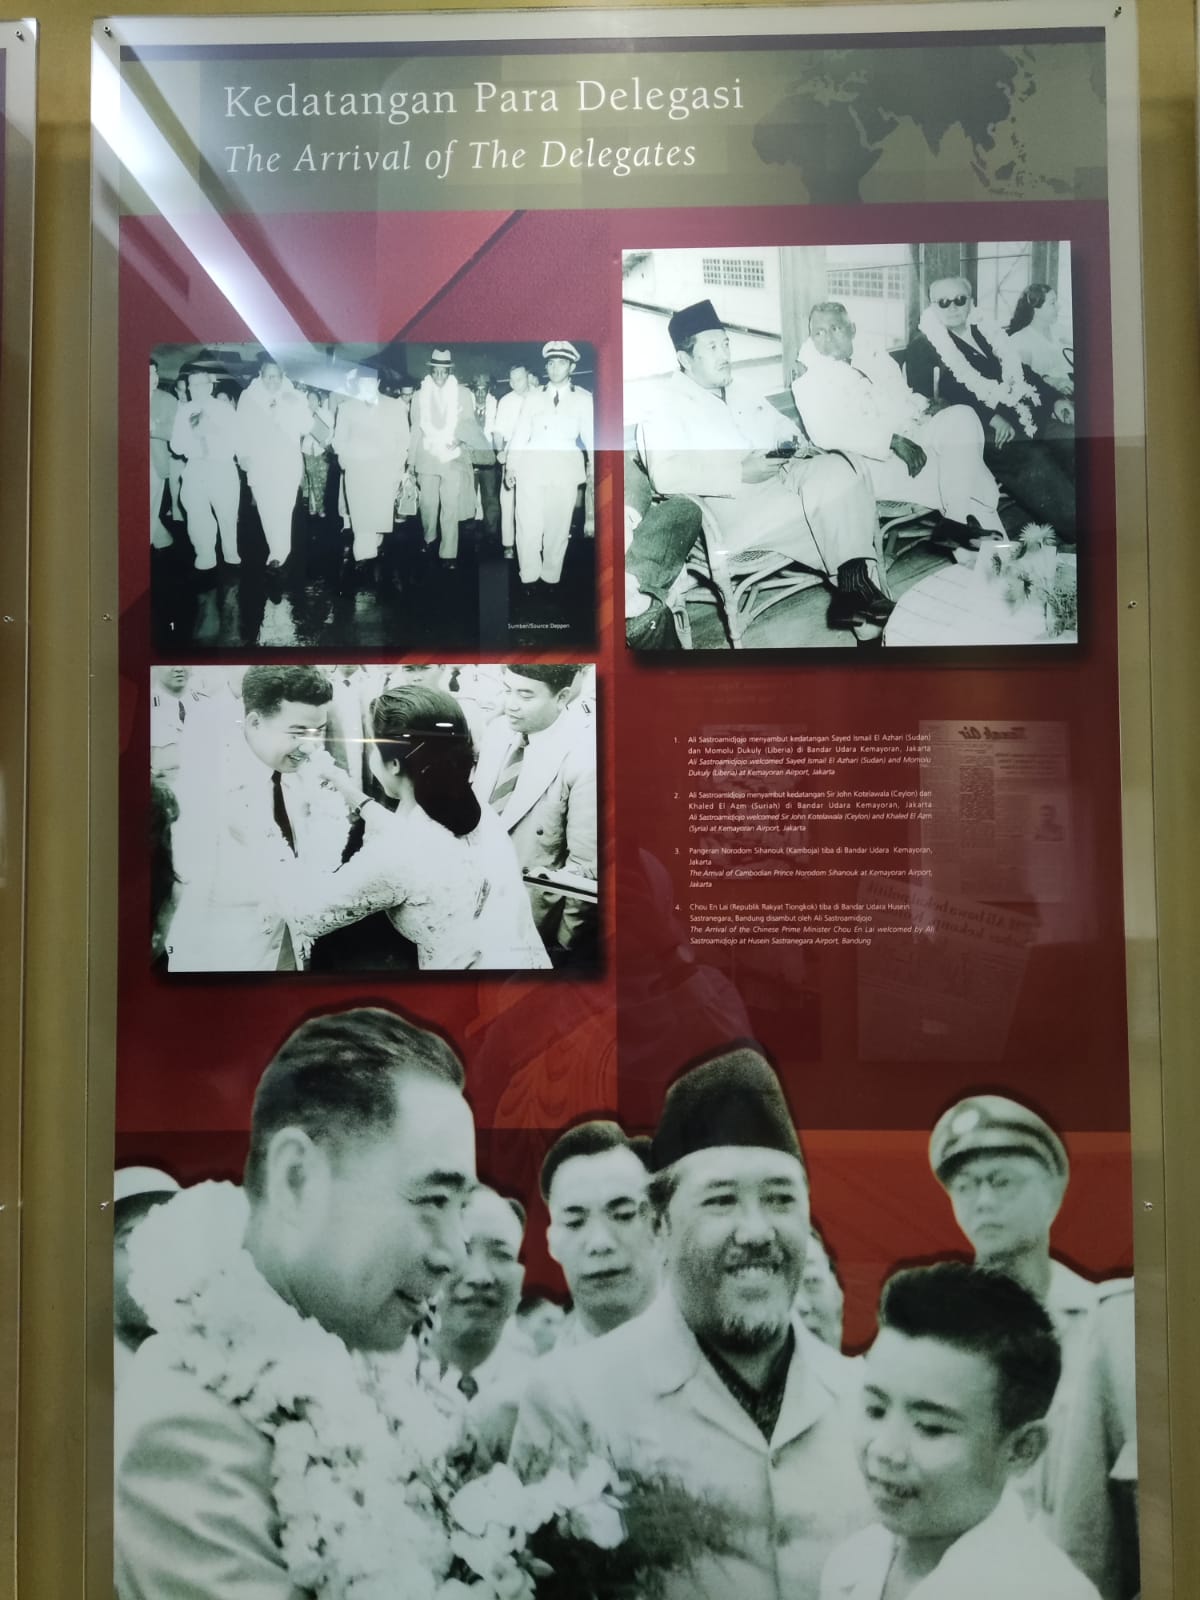 Kedatangan Para Delegasi
The Arrival of The Delegates
1
Sumber/Source: Deppen
2
3
1. Ali Sastroamidjojo menyambut kedatangan Sayed Ismail El Azhari (Sudan)
dan Momolu Dukuly (Liberia) di Bandar Udara Kemayoran, Jakarta
Ali Sastroamidjojo welcomed Sayed Ismail El Azhari (Sudan) and Momolu
Dukuly (Liberia) at Kemayoran Airport, Jakarta
2. Ali Sastroamidjojo menyambut kedatangan Sir John Kotelawala (Ceylon) dan
Khaled El Azm (Suriah) di Bandar Udara Kemayoran, Jakarta
Ali Sastroamidjojo welcomed Sir John Kotelawala (Ceylon) and Khaled El Azm
(Syria) at Kemayoran Airport, Jakarta
3. Pangeran Norodom Sihanouk (Kamboja) tiba di Bandar Udara Kemayoran,
Jakarta
The Arrival of Cambodian Prince Norodom Sihanouk at Kemayoran Airport,
Jakarta
4. Chou En Lai (Republik Rakyat Tiongkok) tiba di Bandar Udara Husein
Sastranegara, Bandung disambut oleh Ali Sastroamidjojo
The Arrival of the Chinese Prime Minister Chou En Lai welcomed by Ali
Sastroamidjojo at Husein Sastranegara Airport, Bandung